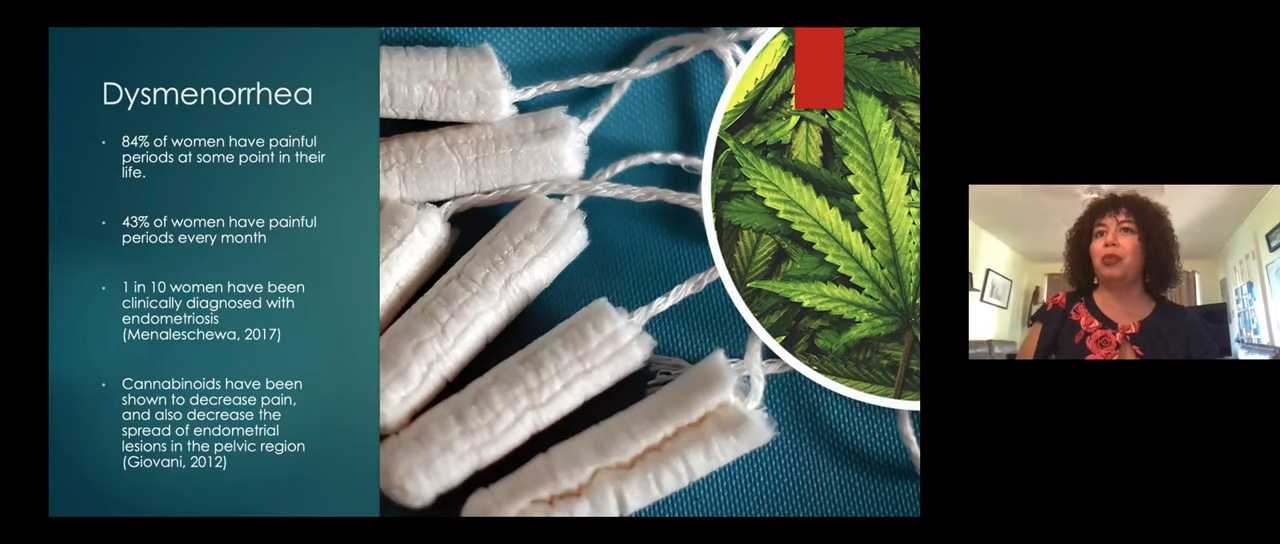 Dysmenorrhea
84% of women have painful
periods at some point in their
life.
43% of women have painful
periods every month
1 in 10 women have been
clinically diagnosed with
endometriosis
(Menaleschewa, 2017)
Cannabinoids have been
shown to decrease pain,
and also decrease the
spread of endometrial
lesions in the pelvic region
(Giovani, 2012)